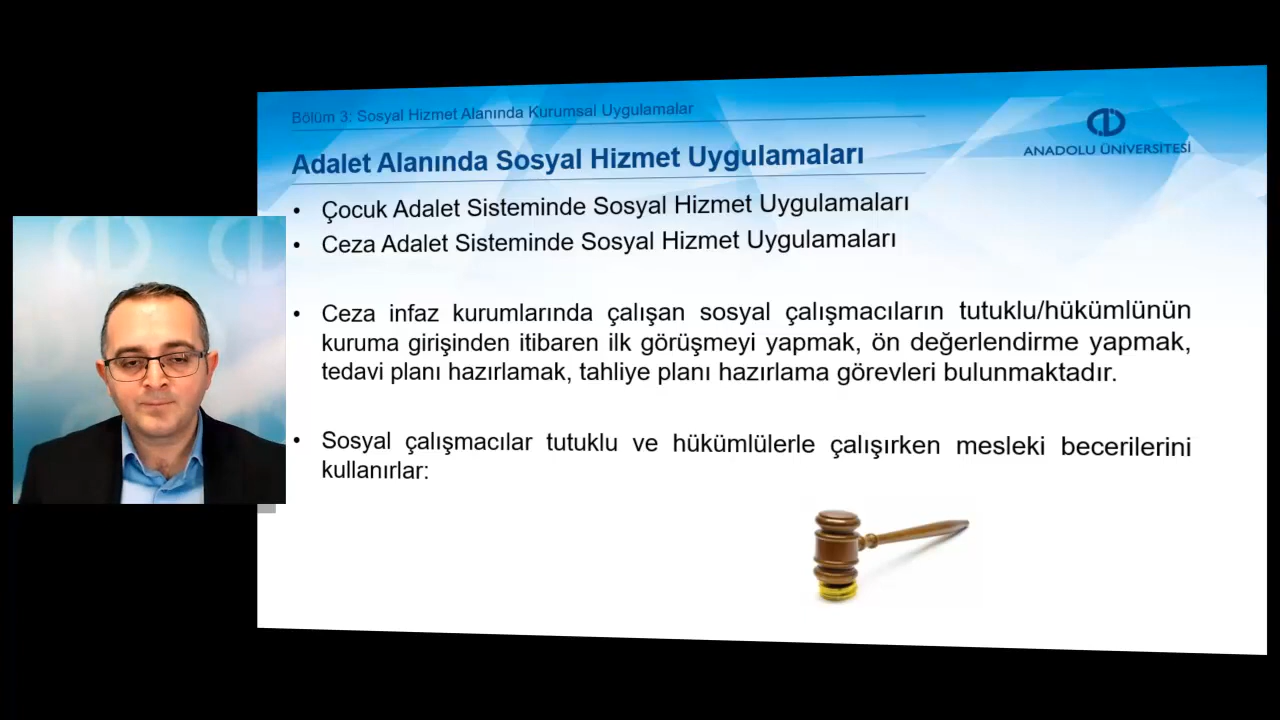 Bölüm 3: Sosyal Hizmet Alanında Kurumsal Uygulamalar
ANADOLU ÜNİVERSİTESİ
Adalet Alanında Sosyal Hizmet Uygulamaları
• Çocuk Adalet Sisteminde Sosyal Hizmet Uygulamaları
• Ceza Adalet Sisteminde Sosyal Hizmet Uygulamaları
• Ceza infaz kurumlarında çalışan sosyal çalışmacıların tutuklu/hükümlünün
kuruma girişinden itibaren ilk görüşmeyi yapmak, ön değerlendirme yapmak,
tedavi planı hazırlamak, tahliye planı hazırlama görevleri bulunmaktadır.
• Sosyal çalışmacılar tutuklu ve hükümlülerle çalışırken mesleki becerilerini
kullanırlar: